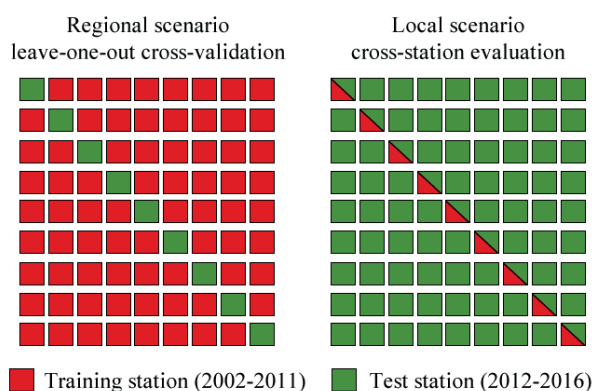 Regional scenario
leave-one-out cross-validation
Local scenario
cross-station evaluation
Training station (2002-2011)
Test station (2012-2016)